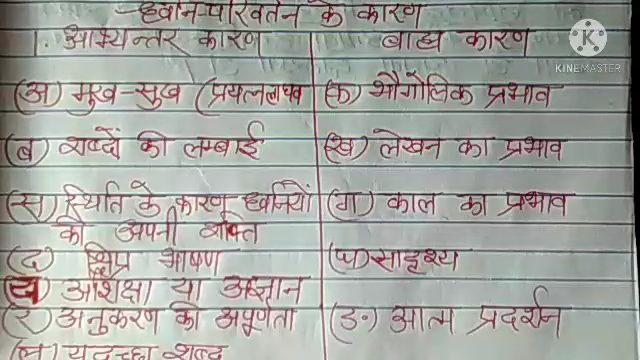 ध्वनि-परिवर्तन के कारण
1. आभ्यन्तर कारण
बाह्य कारण
(अ) मुख-सुख (प्रयत्नलाघव
(ब) शब्दों की लम्बाई
(स) स्थिति के कारण ध्वनियों
की अपनी शक्ति
(द) क्षिप्र भाषण
अशिक्षा या अज्ञान
(र) अनुकरण की अपूर्णता
(ल) यदृच्छा शब्द
(क) भौगोलिक प्रभाव
(ख) लेखन का प्रभाव
(ग) काल का प्रभाव
(घ) सादृश्य
(ङ) आत्म प्रदर्शन
KINEMASTER